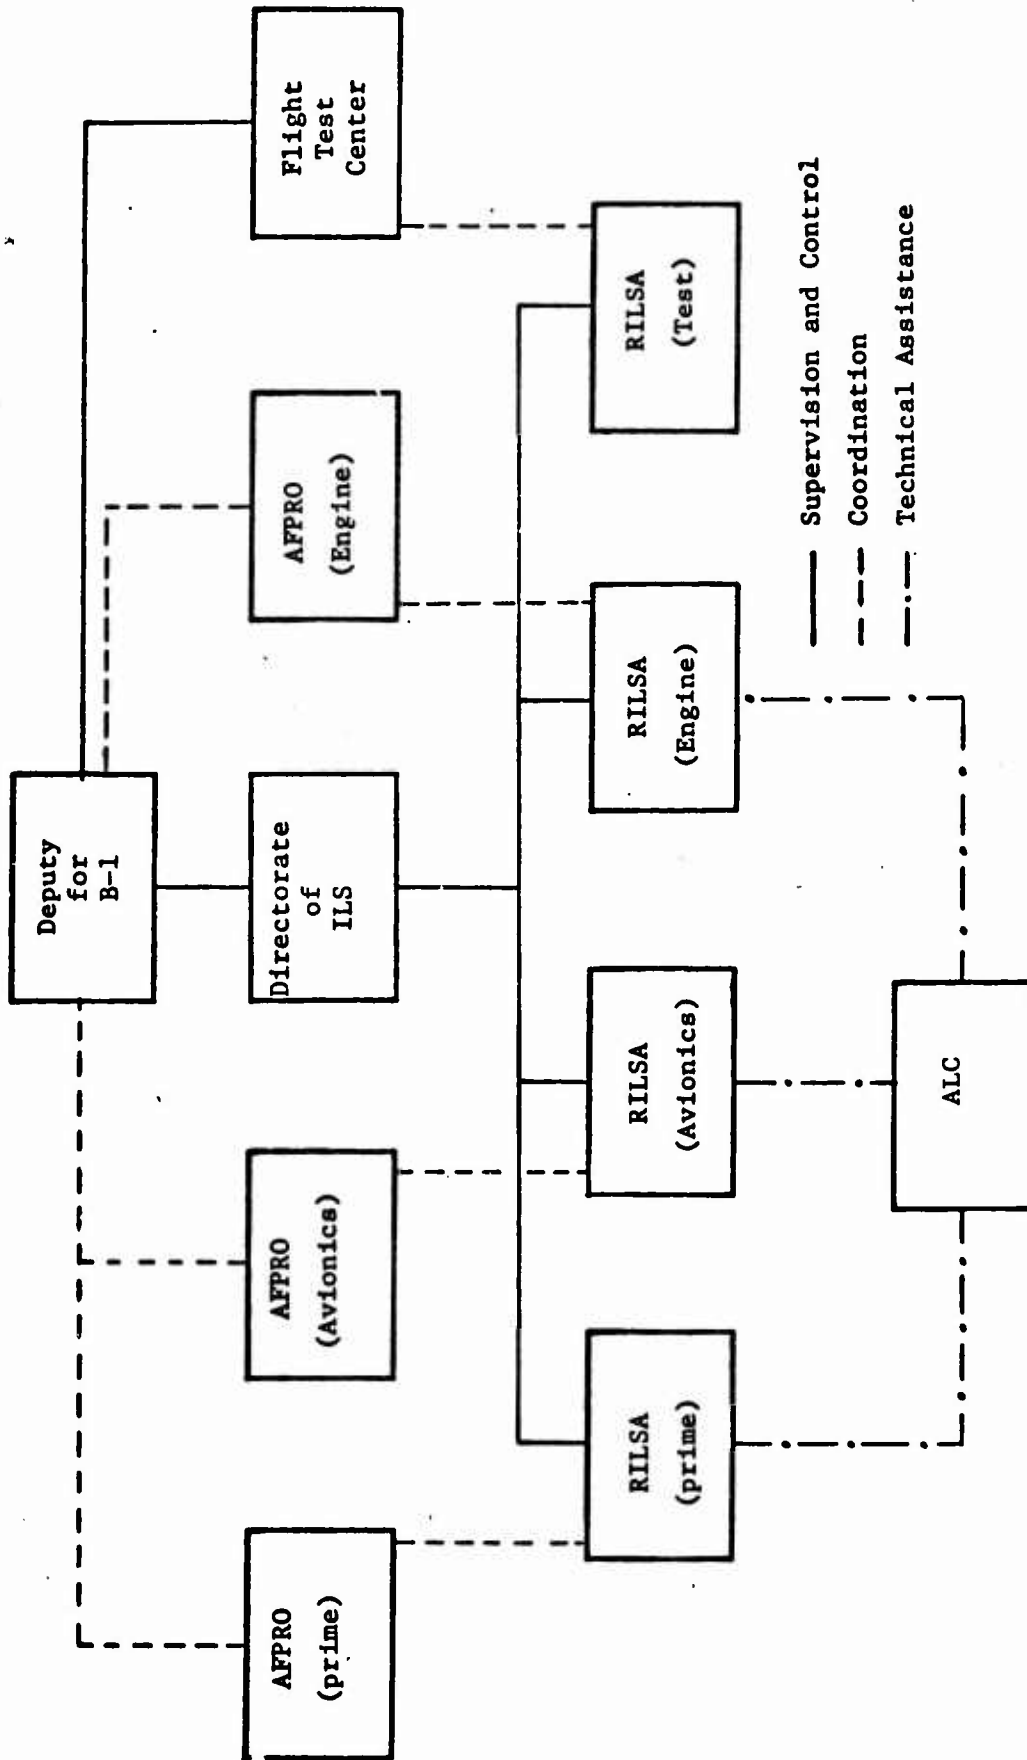 Deputy
for
B-1
AFPRO
(prime)
AFPRO
(Avionics)
Directorate
of
ILS
AFPRO
(Engine)
Flight
Test
Center
RILSA
(prime)
RILSA
(Avionics)
RILSA
(Engine)
RILSA
(Test)
ALC
Supervision and Control
Coordination
Technical Assistance